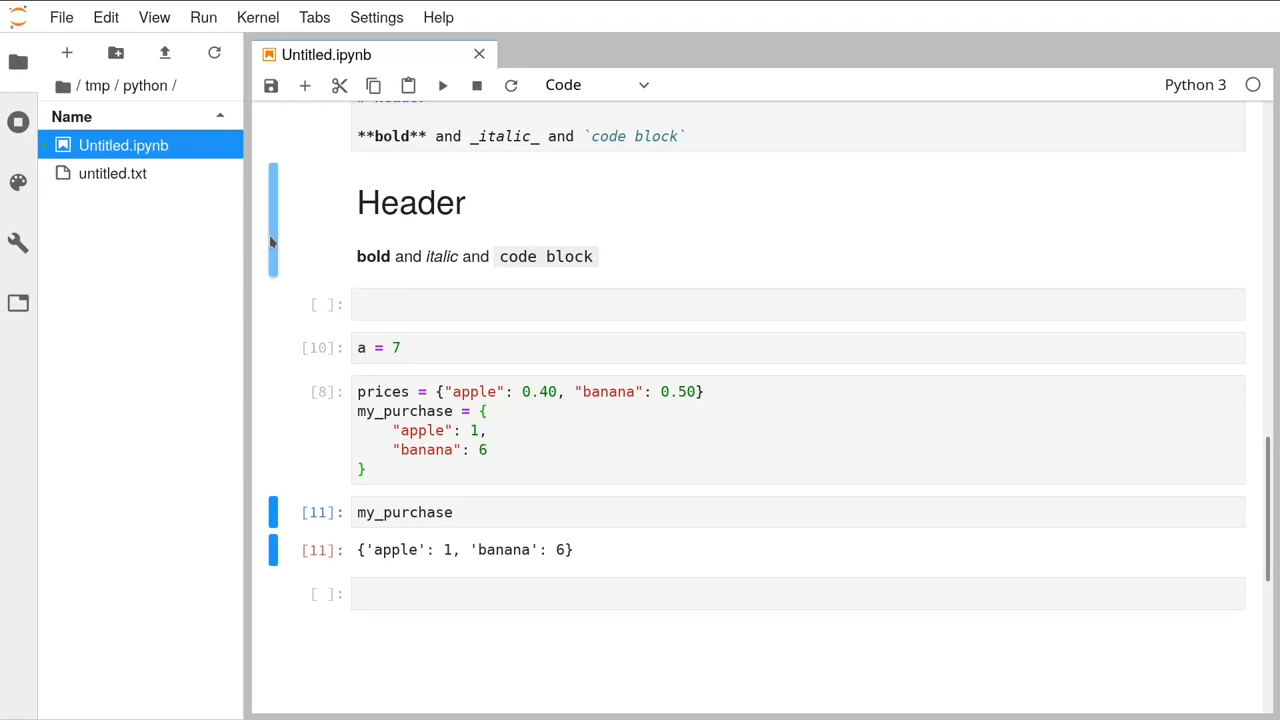 File Edit View Run Kernel Tabs Settings Help
Untitled.ipynb
Code
Python 3
/ tmp / python /
Name
Untitled.ipynb
untitled.txt
**bold** and _italic_ and `code block`
Header
bold and italic and code block
[ ]:
[10]: a = 7
[8]: prices = {"apple": 0.40, "banana": 0.50}
my_purchase = {
"apple": 1,
"banana": 6
}
[11]: my_purchase
[11]: {'apple': 1, 'banana': 6}
[ ]: